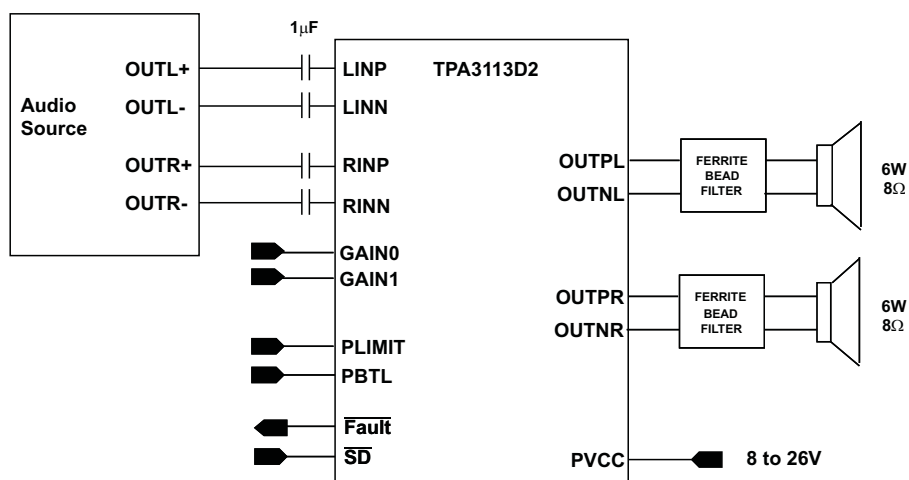 1μF
OUTL+
LINP
TPA3113D2
Audio
Source
OUTL-
LINN
OUTR+
RINP
OUTR-
RINN
OUTPL
OUTNL
FERRITE
BEAD
FILTER
6W
8Ω
GAIN0
GAIN1
OUTPR
OUTNR
FERRITE
BEAD
FILTER
6W
8Ω
PLIMIT
PBTL
Fault
SD
PVCC
8 to 26V